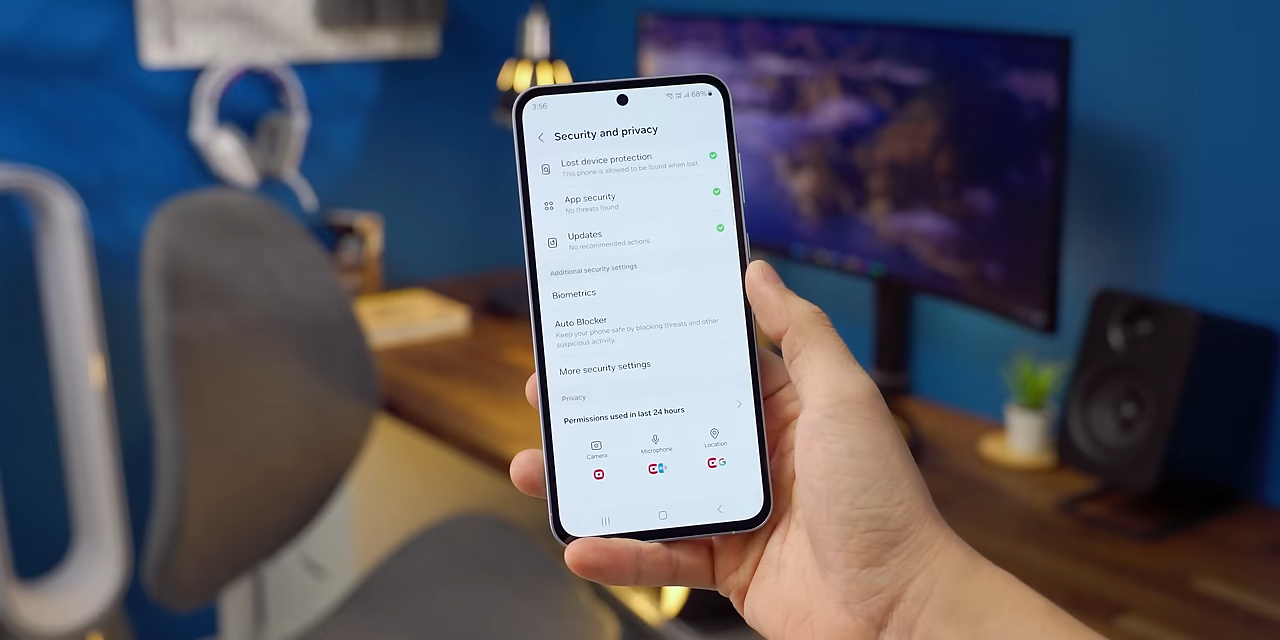 3:56
68%
Security and privacy
Lost device protection
This phone is allowed to be found when lost
App security
No threats found
Updates
No recommended actions
Additional security settings
Biometrics
Auto Blocker
Keep your phone safe by blocking threats and other
suspicious activity.
More security settings
Privacy
Permissions used in last 24 hours
Camera
Microphone
Location